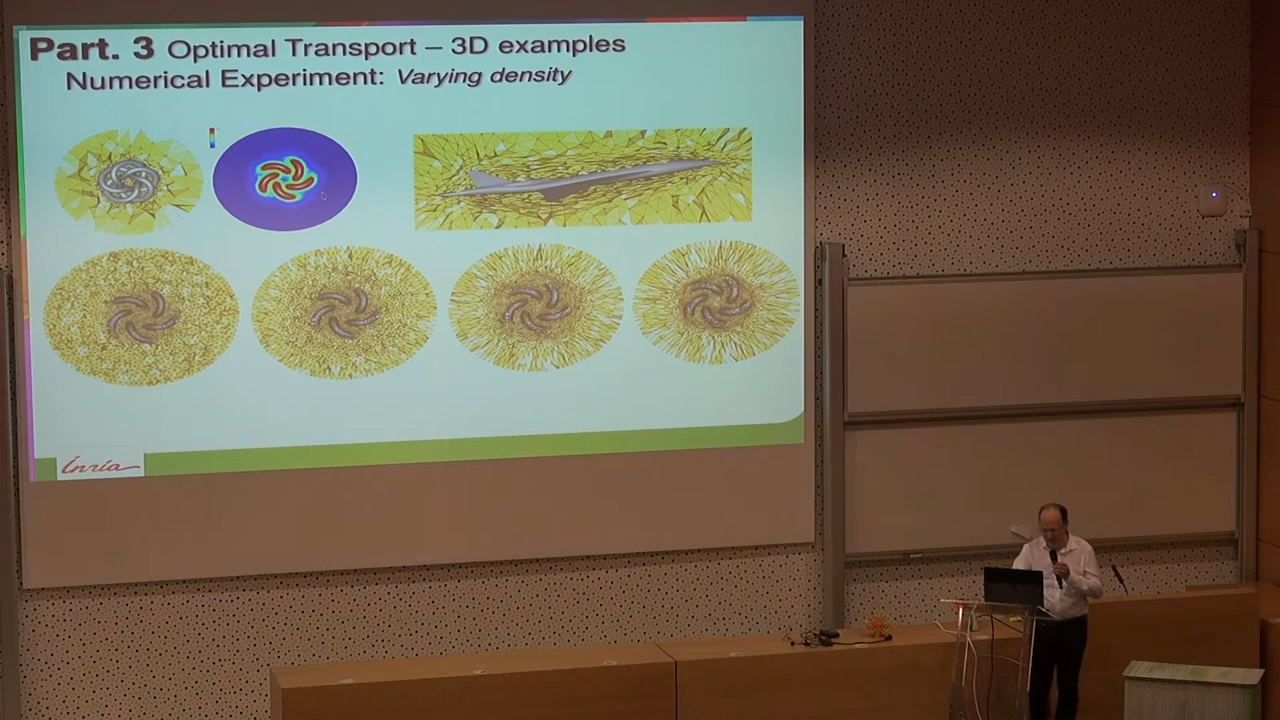 Part. 3 Optimal Transport – 3D examples
Numerical Experiment: Varying density
Inria